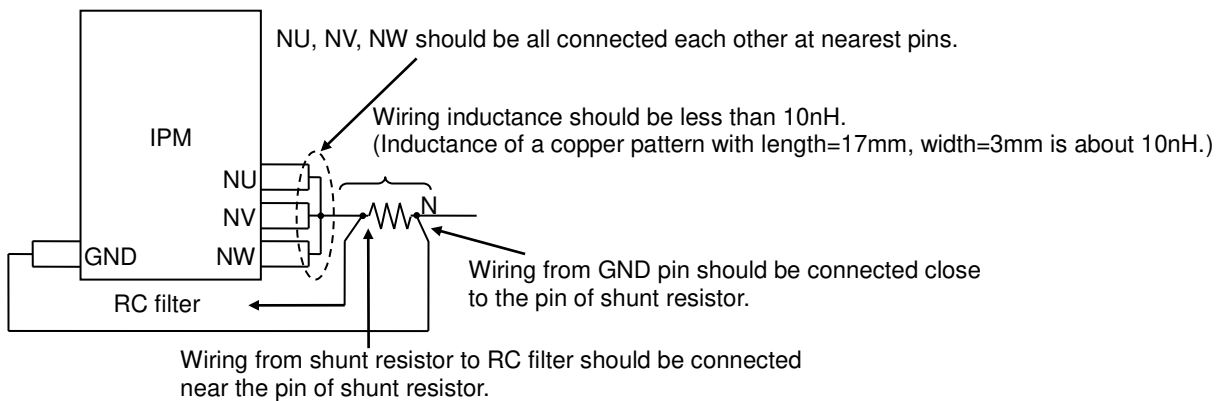 NU, NV, NW should be all connected each other at nearest pins.
Wiring inductance should be less than 10nH.
(Inductance of a copper pattern with length=17mm, width=3mm is about 10nH.)
IPM
NU
NV
N
GND
NW
Wiring from GND pin should be connected close
to the pin of shunt resistor.
RC filter
Wiring from shunt resistor to RC filter should be connected
near the pin of shunt resistor.